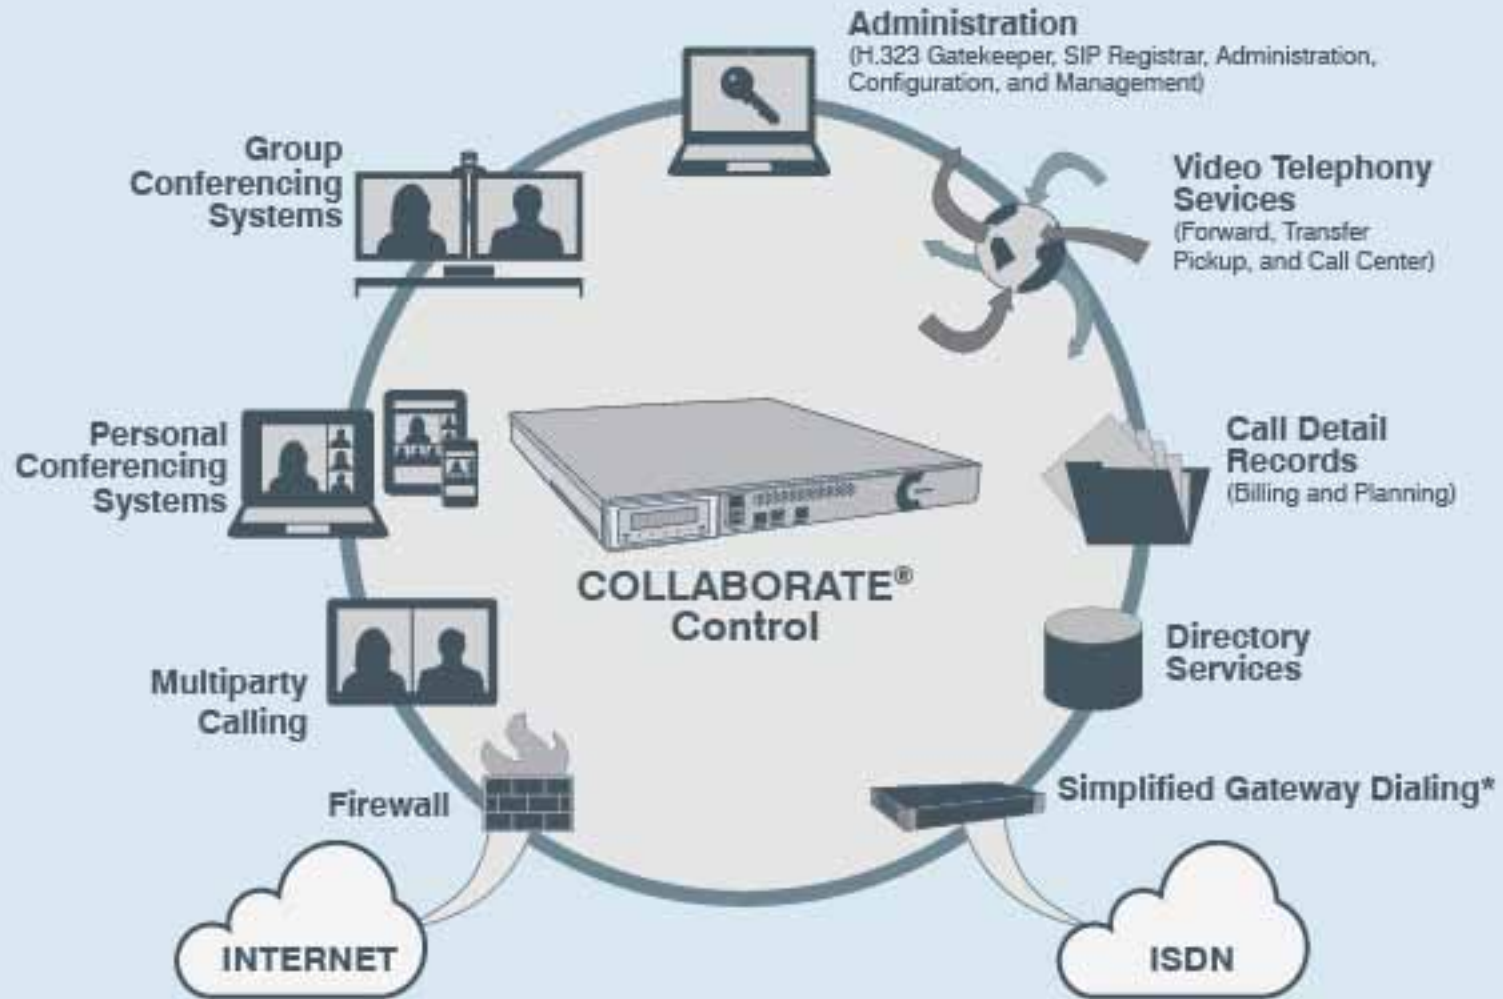 Administration
(H.323 Gatekeeper, SIP Registrar, Administration,
Configuration, and Management)
Group
Conferencing
Systems
Video Telephony
Sevices
(Forward, Transfer
Pickup, and Call Center)
Personal
Conferencing
Systems
Call Detail
Records
(Billing and Planning)
COLLABORATE®
Control
Multiparty
Calling
Directory
Services
Firewall
Simplified Gateway Dialing*
INTERNET
ISDN